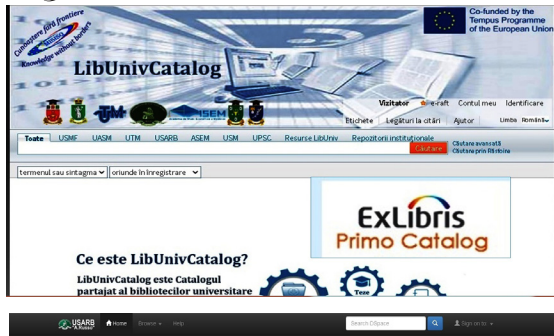 Cunoaștere fără frontiere
Knowledge without borders
Co-funded by the
Tempus Programme
of the European Union
LibUnivCatalog
Vizitator e-raft Contul meu Identificare
Etichete Legături la citări Ajutor Limba Română
Toate USMF UASM UTM USARB ASEM USM UPSC Resurse LibUniv Repozitorii instituționale
Căutare
Căutare avansată
Căutare prin Răsfoire
termenul sau sintagma oriunde în înregistrare
ExLibris
Primo Catalog
Ce este LibUnivCatalog?
LibUnivCatalog este Catalogul
partajat al bibliotecilor universitare
Teze
USARB
"A.Russo"
Home Browse Help Search DSpace Sign on to: